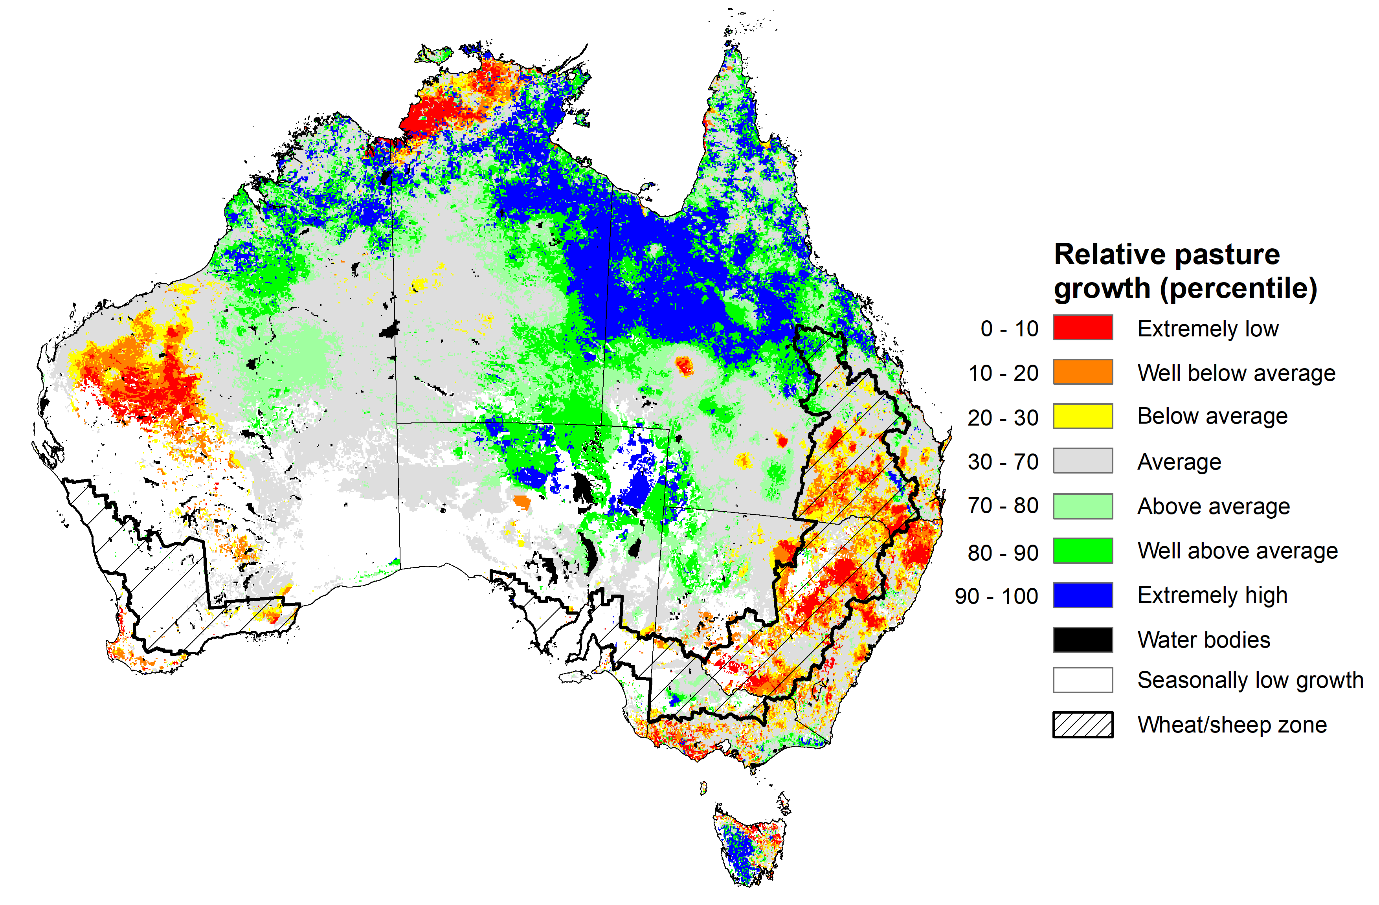 Relative pasture
growth (percentile)
0 - 10 Extremely low
10 - 20 Well below average
20 - 30 Below average
30 - 70 Average
70 - 80 Above average
80 - 90 Well above average
90 - 100 Extremely high
Water bodies
Seasonally low growth
Wheat/sheep zone